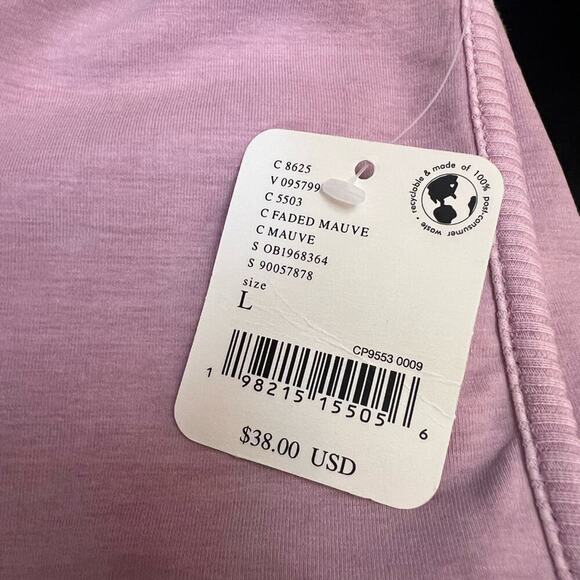 C 8625
V 095799
C 5503
C FADED MAUVE
C MAUVE
S OB1968364
S 90057878
size
L
recyclable & made of 100% post-consumer waste
CP9553 0009
1 98215 15505 6
$38.00 USD